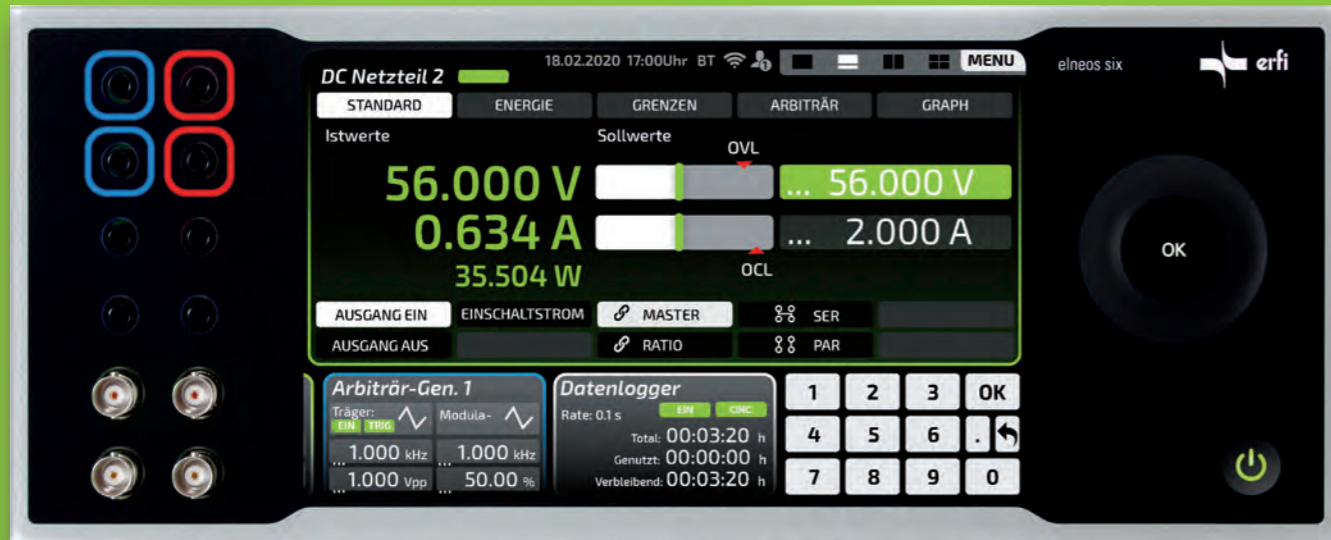 18.02.2020 17:00Uhr BT
MENU
DC Netzteil 2
STANDARD ENERGIE GRENZEN ARBITRÄR GRAPH
Istwerte Sollwerte
OVL
56.000 V ... 56.000 V
0.634 A ... 2.000 A
OCL
35.504 W
AUSGANG EIN EINSCHALTSTROM MASTER SER
AUSGANG AUS RATIO PAR
Arbiträr-Gen. 1
Träger: Modula-
EIN TRIG
1.000 kHz 1.000 kHz
1.000 Vpp 50.00 %
Datenlogger
Rate: 0.1 s EIN CIRC
Total: 00:03:20 h
Genutzt: 00:00:00 h
Verbleibend: 00:03:20 h
1 2 3 OK
4 5 6 .
7 8 9 0
elneos six erfi
OK